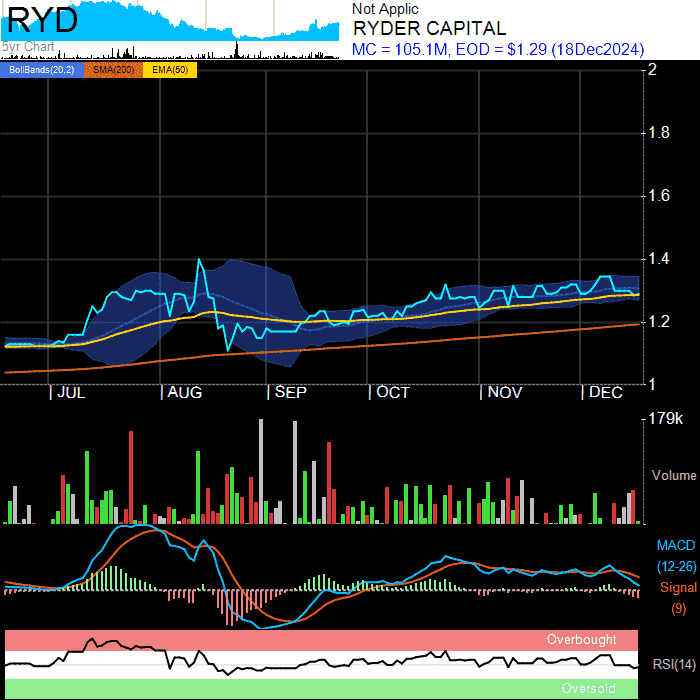 RYD
5yr Chart
Not Applic
RYDER CAPITAL
MC = 105.1M, EOD = $1.29 (18Dec2024)
BollBands(20,2) SMA(200) EMA(50)
2
1.8
1.6
1.4
1.2
1
JUL AUG SEP OCT NOV DEC
179k
Volume
MACD
(12-26)
Signal
(9)
Overbought
RSI(14)
Oversold